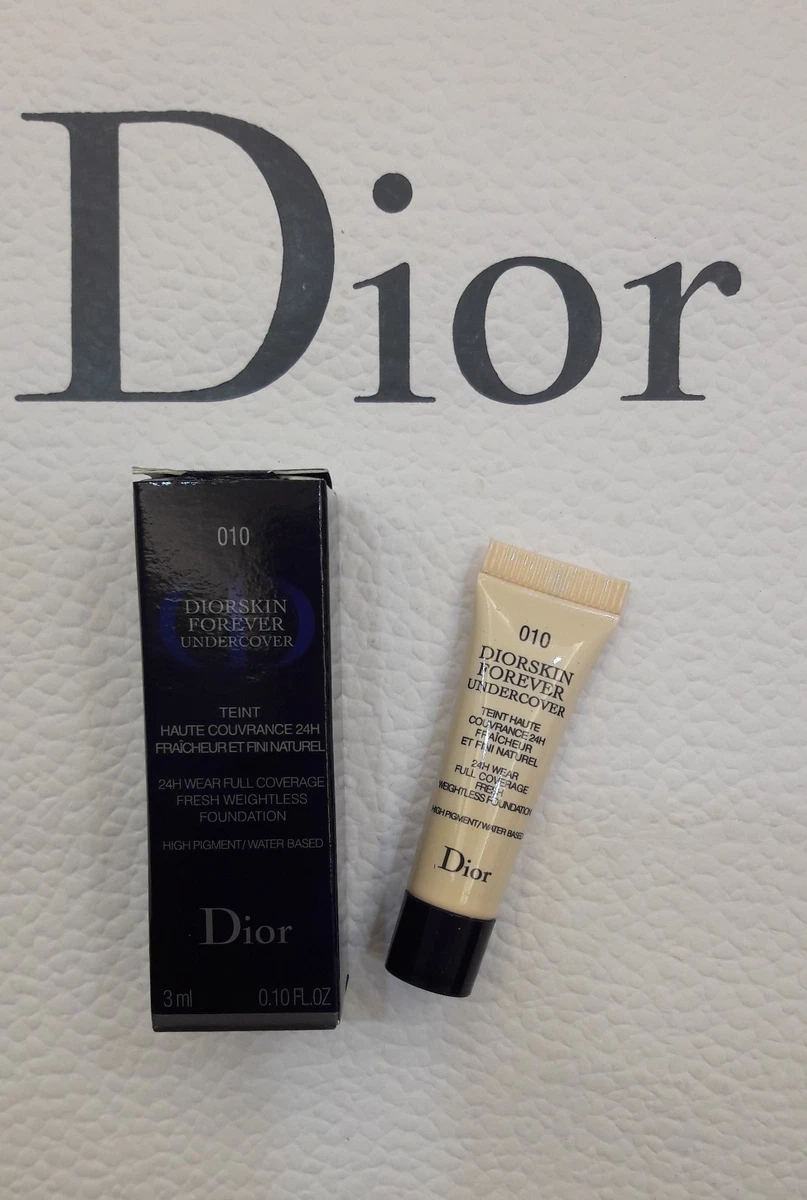 Dior
010
DIORSKIN
FOREVER
UNDERCOVER
TEINT
HAUTE COUVRANCE 24H
FRAÎCHEUR ET FINI NATUREL
24H WEAR FULL COVERAGE
FRESH WEIGHTLESS
FOUNDATION
HIGH PIGMENT/WATER BASED
Dior
3 ml 0.10 FL.OZ
010
DIORSKIN
FOREVER
UNDERCOVER
TEINT HAUTE
COUVRANCE 24H
FRAÎCHEUR
ET FINI NATUREL
24H WEAR
FULL COVERAGE
FRESH
WEIGHTLESS FOUNDATION
HIGH PIGMENT/WATER BASED
Dior